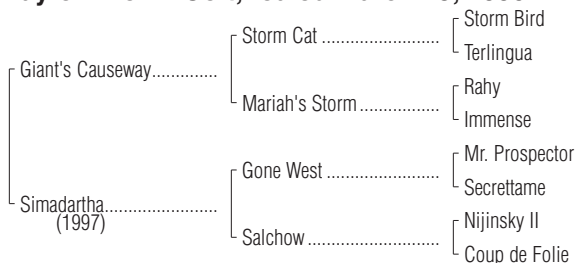 Storm Bird
Storm Cat ........................
Terlingua
Giant's Causeway.............
Rahy
Mariah's Storm .................
Immense
Mr. Prospector
Gone West ........................
Secrettame
Simadartha......................
(1997)
Nijinsky II
Salchow ............................
Coup de Folie